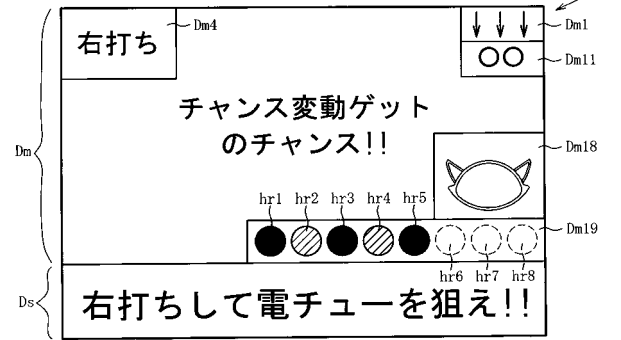 右打ち
Dm4
Dm1
Dm11
チャンス変動ゲット
のチャンス!!
Dm
Dm18
hr1 hr2 hr3 hr4 hr5
Dm19
hr6 hr7 hr8
Ds
右打ちして電チューを狙え!!